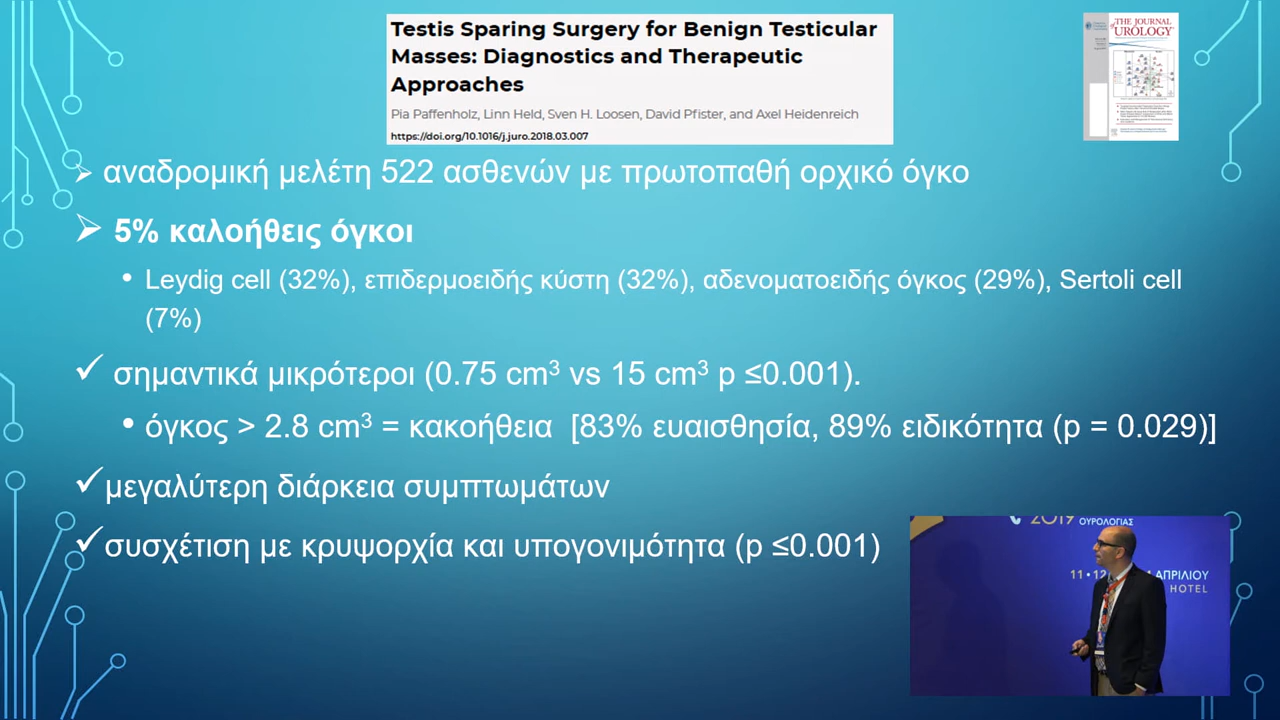 Testis Sparing Surgery for Benign Testicular
Masses: Diagnostics and Therapeutic
Approaches
Pia Paffenholz, Linn Held, Sven H. Loosen, David Pfister, and Axel Heidenreich
https://doi.org/10.1016/j.juro.2018.03.007
THE JOURNAL
of UROLOGY
➢ αναδρομική μελέτη 522 ασθενών με πρωτοπαθή ορχικό όγκο
➢ 5% καλοήθεις όγκοι
• Leydig cell (32%), επιδερμοειδής κύστη (32%), αδενοματοειδής όγκος (29%), Sertoli cell
(7%)
✓ σημαντικά μικρότεροι (0.75 cm³ vs 15 cm³ p ≤0.001).
• όγκος > 2.8 cm³ = κακοήθεια [83% ευαισθησία, 89% ειδικότητα (p = 0.029)]
✓μεγαλύτερη διάρκεια συμπτωμάτων
✓συσχέτιση με κρυψορχία και υπογονιμότητα (p ≤0.001)
2019 ΟΥΡΟΛΟΓΙΑΣ
11 • 12 ΑΠΡΙΛΙΟΥ
HOTEL